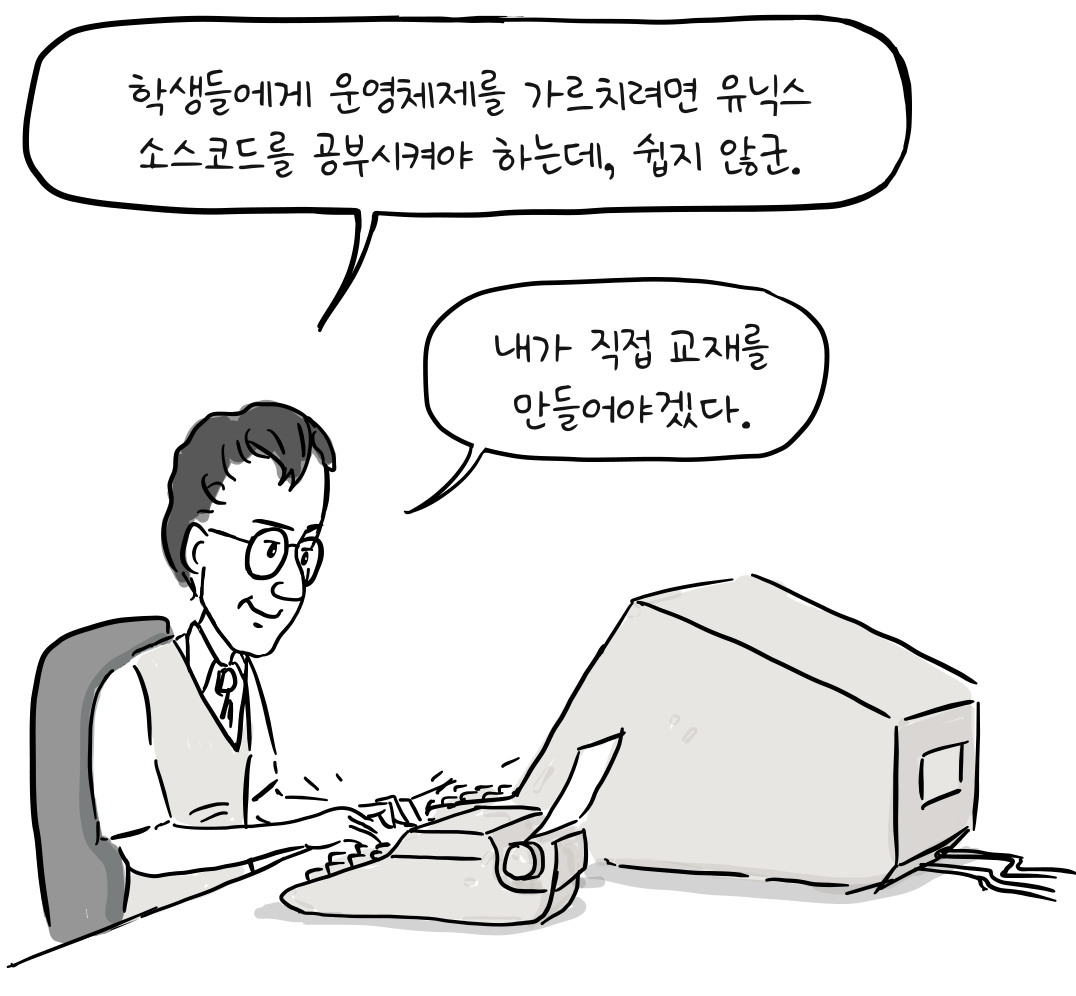 학생들에게 운영체제를 가르치려면 유닉스
소스코드를 공부시켜야 하는데, 쉽지 않군.
내가 직접 교재를
만들어야겠다.